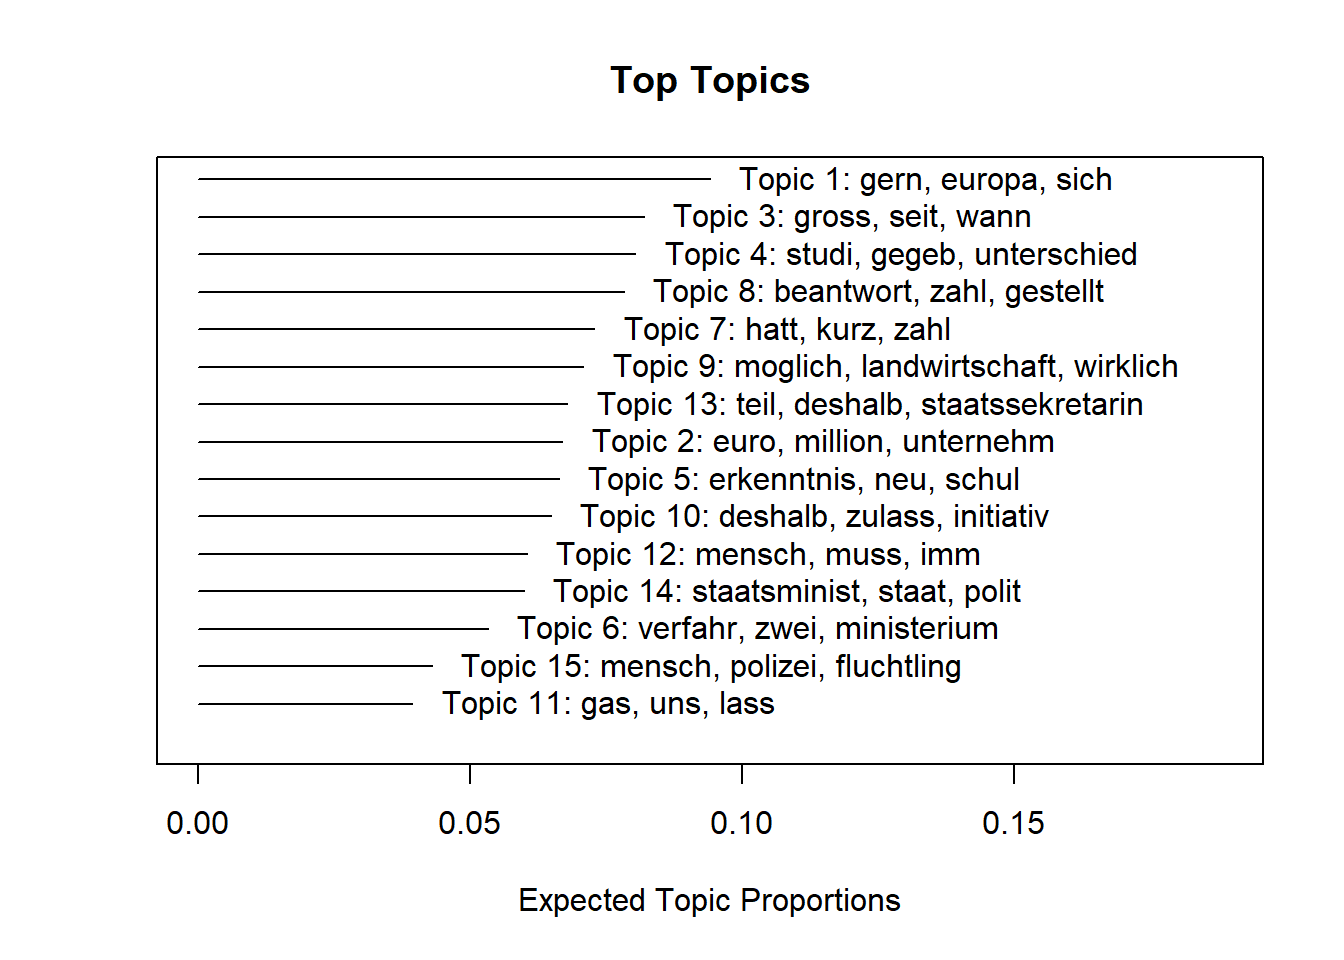 Top Topics
Topic 1: gern, europa, sich
Topic 3: gross, seit, wann
Topic 4: studi, gegeb, unterschied
Topic 8: beantwort, zahl, gestellt
Topic 7: hatt, kurz, zahl
Topic 9: moglich, landwirtschaft, wirklich
Topic 13: teil, deshalb, staatssekretarin
Topic 2: euro, million, unternehm
Topic 5: erkenntnis, neu, schul
Topic 10: deshalb, zulass, initiativ
Topic 12: mensch, muss, imm
Topic 14: staatsminist, staat, polit
Topic 6: verfahr, zwei, ministerium
Topic 15: mensch, polizei, fluchtling
Topic 11: gas, uns, lass
0.00 0.05 0.10 0.15
Expected Topic Proportions